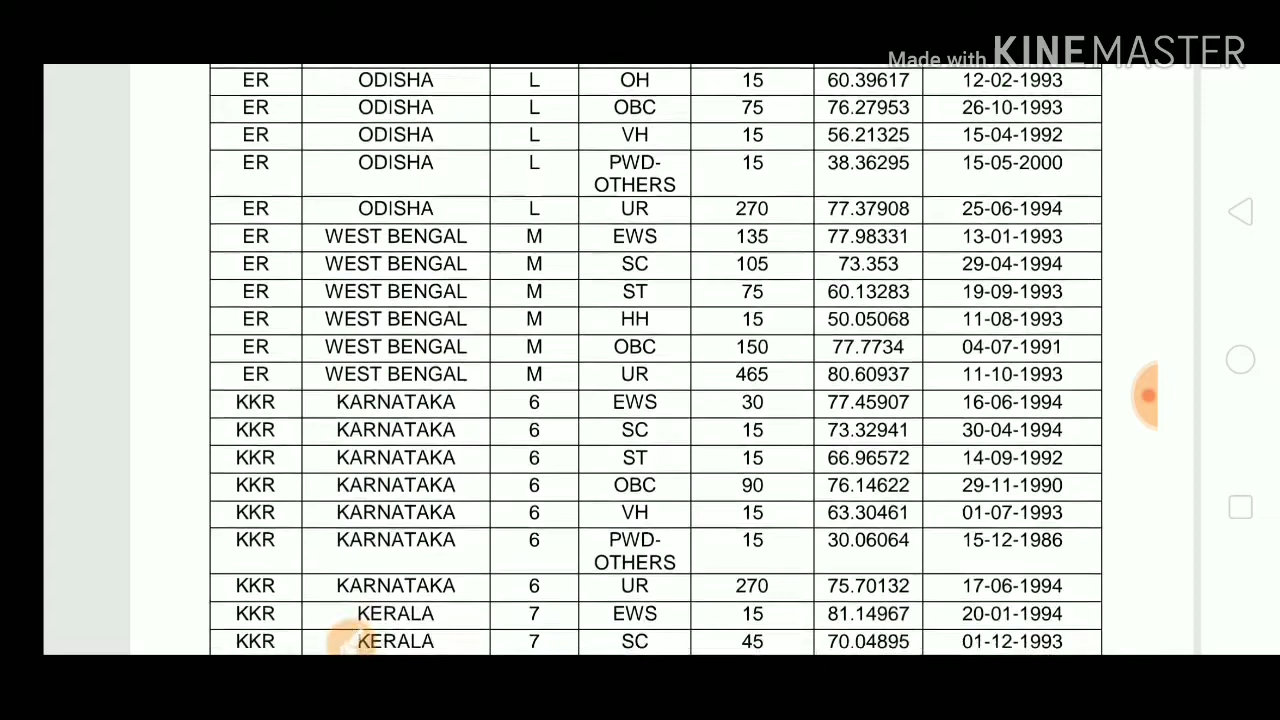 Made with KINEMASTER
ER ODISHA L OH 15 60.39617 12-02-1993
ER ODISHA L OBC 75 76.27953 26-10-1993
ER ODISHA L VH 15 56.21325 15-04-1992
ER ODISHA L PWD- 15 38.36295 15-05-2000
OTHERS
ER ODISHA L UR 270 77.37908 25-06-1994
ER WEST BENGAL M EWS 135 77.98331 13-01-1993
ER WEST BENGAL M SC 105 73.353 29-04-1994
ER WEST BENGAL M ST 75 60.13283 19-09-1993
ER WEST BENGAL M HH 15 50.05068 11-08-1993
ER WEST BENGAL M OBC 150 77.7734 04-07-1991
ER WEST BENGAL M UR 465 80.60937 11-10-1993
KKR KARNATAKA 6 EWS 30 77.45907 16-06-1994
KKR KARNATAKA 6 SC 15 73.32941 30-04-1994
KKR KARNATAKA 6 ST 15 66.96572 14-09-1992
KKR KARNATAKA 6 OBC 90 76.14622 29-11-1990
KKR KARNATAKA 6 VH 15 63.30461 01-07-1993
KKR KARNATAKA 6 PWD- 15 30.06064 15-12-1986
OTHERS
KKR KARNATAKA 6 UR 270 75.70132 17-06-1994
KKR KERALA 7 EWS 15 81.14967 20-01-1994
KKR KERALA 7 SC 45 70.04895 01-12-1993